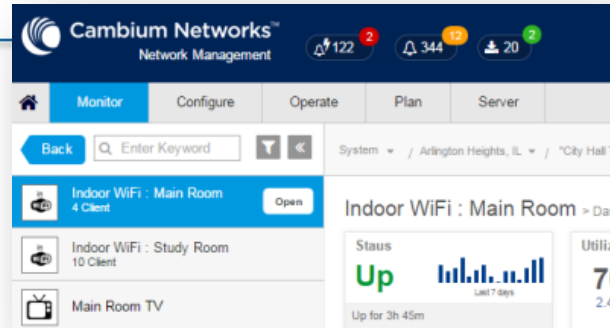 Cambium Networks™
Network Management
122 2 344 12 20 2
Monitor Configure Operate Plan Server
Back Enter Keyword System / Arlington Heights, IL / "City Hall
Indoor WiFi : Main Room
4 Client
Open
Indoor WiFi : Study Room
10 Client
Main Room TV
Indoor WiFi : Main Room > Da
Staus
Up
Last 7 days
Up for 3h 45m
Utiliz
2.4